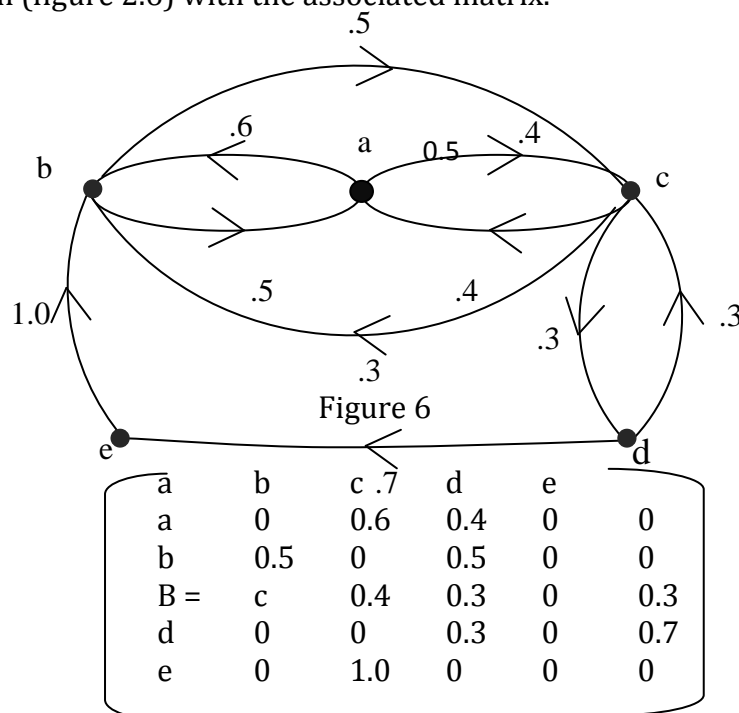 n (figure 2.6) with the associated matrix.
.5
.6
a
0.5
.4
b
c
.5
.4
1.0
.3
.3
.3
Figure 6
e
d
a b c .7 d e
a 0 0.6 0.4 0 0
b 0.5 0 0.5 0 0
B = c 0.4 0.3 0 0.3
d 0 0 0.3 0 0.7
e 0 1.0 0 0 0